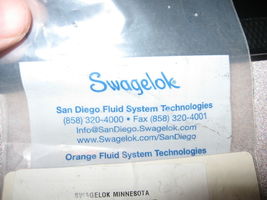 Swagelok
San Diego Fluid System Technologies
(858) 320-4000 • Fax (858) 320-4001
Info@SanDiego.Swagelok.com
www.Swagelok.com/SanDiego
Orange Fluid System Technologies
SWAGELOK MINNESOTA